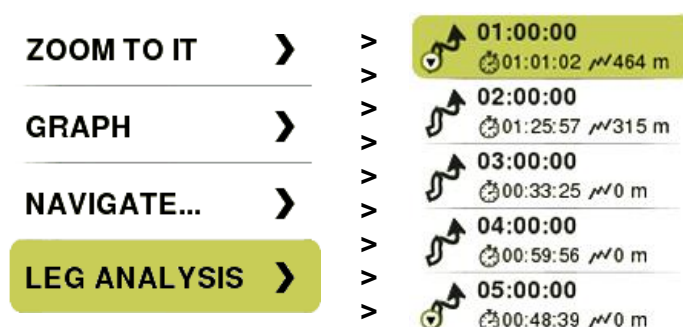 ZOOM TO IT ❯
GRAPH ❯
NAVIGATE... ❯
LEG ANALYSIS ❯
>
>
>
>
>
>
>
>
>
01:00:00
01:01:02 464 m
02:00:00
01:25:57 315 m
03:00:00
00:33:25 0 m
04:00:00
00:59:56 0 m
05:00:00
00:48:39 0 m